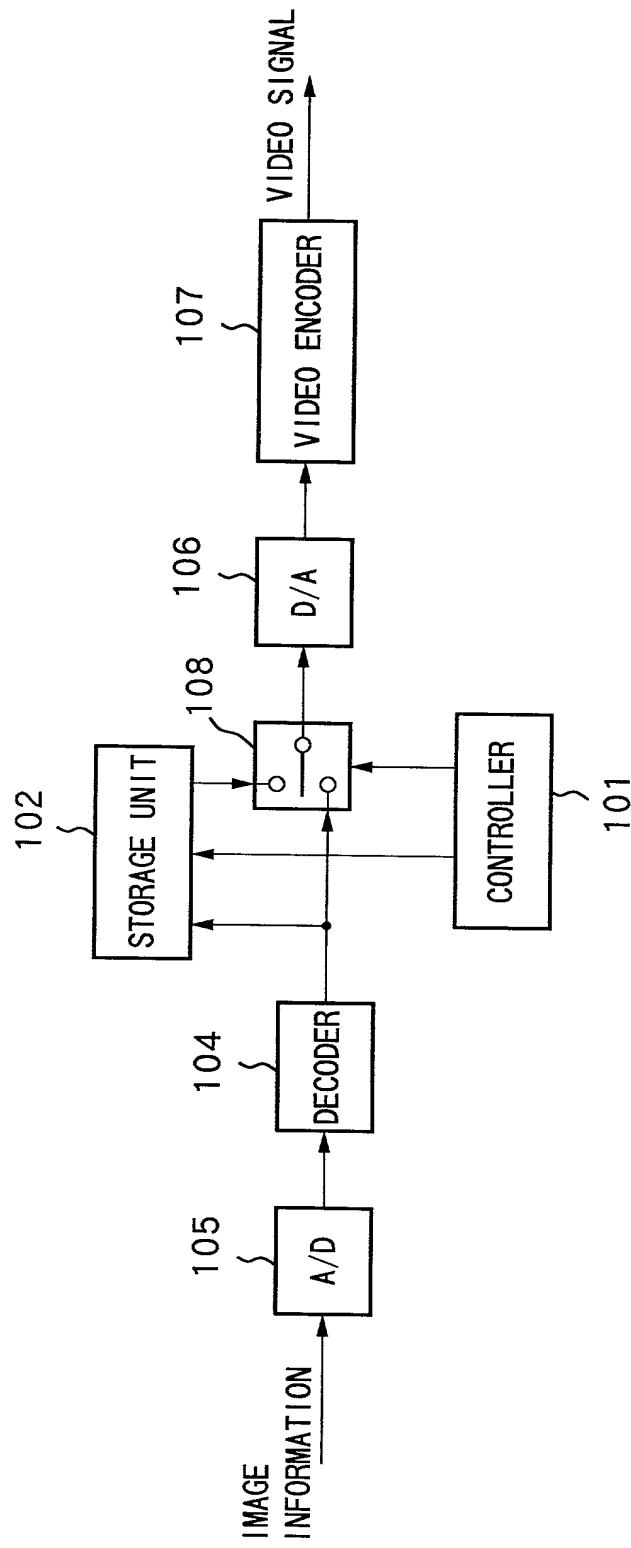 IMAGE
INFORMATION
105
A/D
104
DECODER
102
STORAGE UNIT
108
101
CONTROLLER
106
D/A
107
VIDEO ENCODER
VIDEO SIGNAL